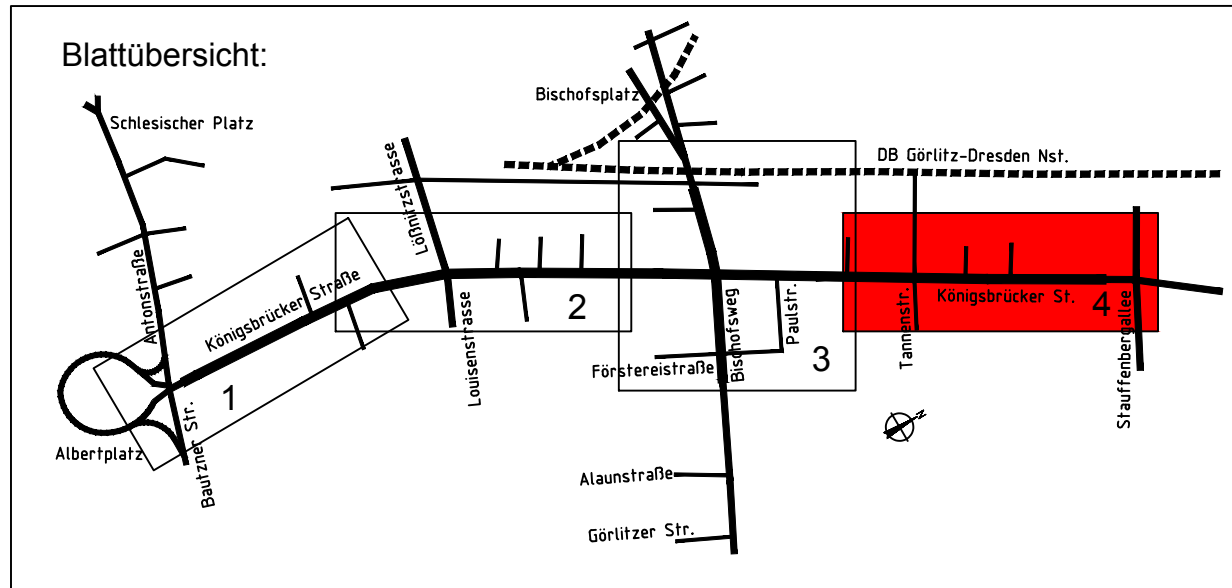 Blattübersicht:
Schlesischer Platz
Bischofsplatz
DB Görlitz-Dresden Nst.
Lößnirzstrasse
Antonstraße
Königsbrücker Straße
1
2
3
4
Königsbrücker St.
Louisenstrasse
Bischofsweg
Paulstr.
Tannenstr.
Stauffenbergallee
Förstereistraße
Albertplatz
Bautzner Str.
N
Alaunstraße
Görlitzer Str.